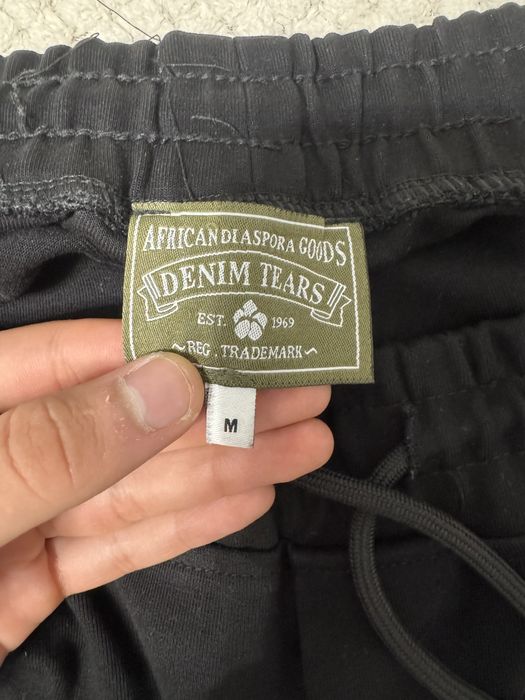 AFRICAN DIASPORA GOODS
DENIM TEARS
EST. 1969
REG. TRADEMARK
M